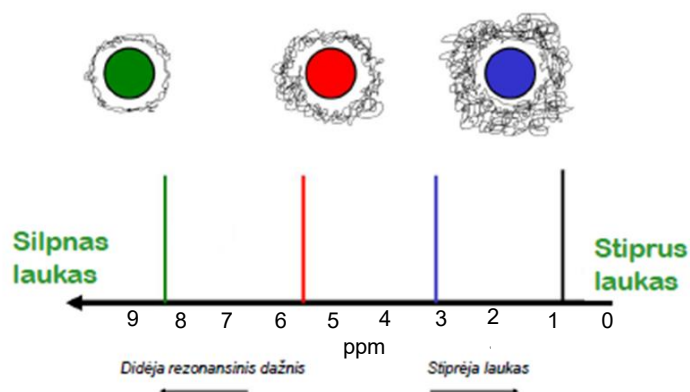 Silpnas
laukas
Stiprus
laukas
9 8 7 6 5 4 3 2 1 0
ppm
Didėja rezonansinis dažnis
Stiprėja laukas